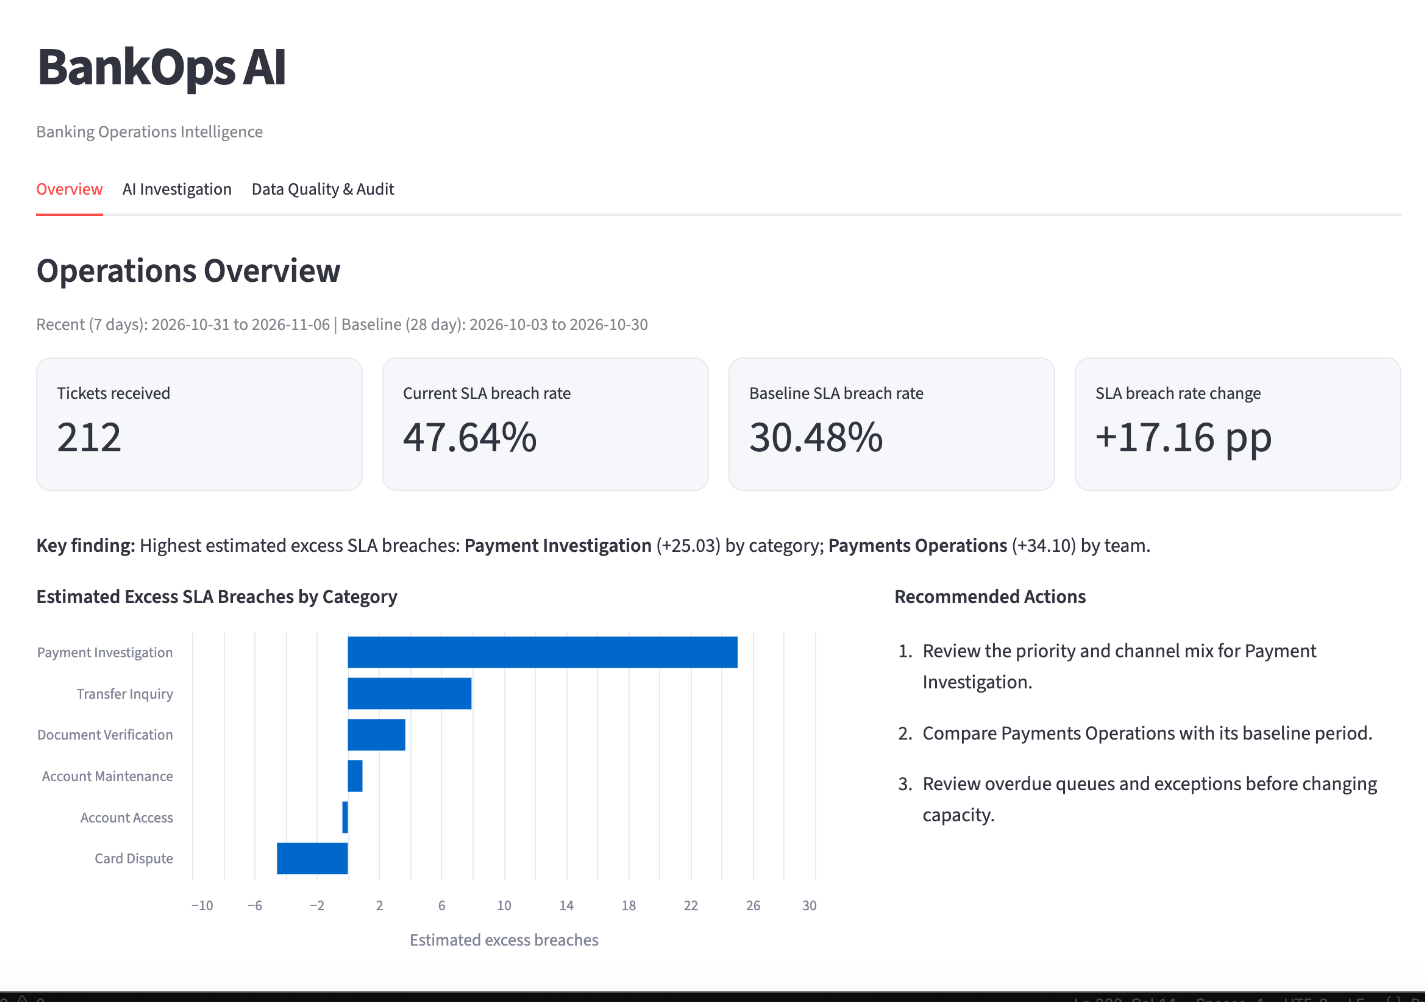 BankOps AI
Banking Operations Intelligence
Overview AI Investigation Data Quality & Audit
Operations Overview
Recent (7 days): 2026-10-31 to 2026-11-06 | Baseline (28 day): 2026-10-03 to 2026-10-30
Tickets received
212
Current SLA breach rate
47.64%
Baseline SLA breach rate
30.48%
SLA breach rate change
+17.16 pp
Key finding: Highest estimated excess SLA breaches: Payment Investigation (+25.03) by category; Payments Operations (+34.10) by team.
Estimated Excess SLA Breaches by Category
Payment Investigation
Transfer Inquiry
Document Verification
Account Maintenance
Account Access
Card Dispute
−10 −6 −2 2 6 10 14 18 22 26 30
Estimated excess breaches
Recommended Actions
1. Review the priority and channel mix for Payment
Investigation.
2. Compare Payments Operations with its baseline period.
3. Review overdue queues and exceptions before changing
capacity.